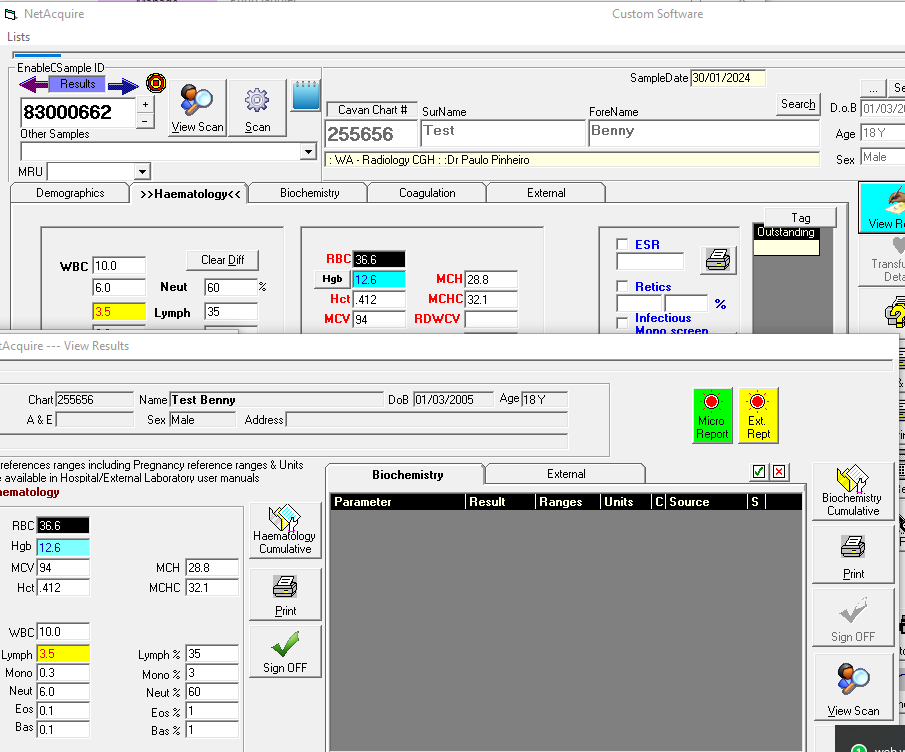 NetAcquire Custom Software
Lists
EnableCSample ID
Results
83000662
+
-
View Scan
Scan
Other Samples
MRU
SampleDate 30/01/2024
Cavan Chart # SurName ForeName Search
255656 Test Benny
: WA - Radiology CGH : :Dr Paulo Pinheiro
... Se
D.o.B 01/03/20
Age 18 Y
Sex Male
Demographics >>Haematology<< Biochemistry Coagulation External
WBC 10.0 Clear Diff
6.0 Neut 60 %
3.5 Lymph 35
RBC 36.6
Hgb 12.6 MCH 28.8
Hct .412 MCHC 32.1
MCV 94 RDWCV
ESR
Retics
%
Infectious
Mono screen
Tag
Outstanding
View Re
Transfu
Deta
tAcquire --- View Results
Chart 255656 Name Test Benny DoB 01/03/2005 Age 18 Y
A & E Sex Male Address
Micro
Report
Ext.
Rept
references ranges including Pregnancy reference ranges & Units
e available in Hospital/External Laboratory user manuals
aematology
RBC 36.6
Hgb 12.6
MCV 94 MCH 28.8
Hct .412 MCHC 32.1
WBC 10.0
Lymph 3.5 Lymph % 35
Mono 0.3 Mono % 3
Neut 6.0 Neut % 60
Eos 0.1 Eos % 1
Bas 0.1 Bas % 1
Haematology
Cumulative
Print
Sign OFF
Biochemistry External
Parameter Result Ranges Units C Source S
Biochemistry
Cumulative
Print
Sign OFF
View Scan